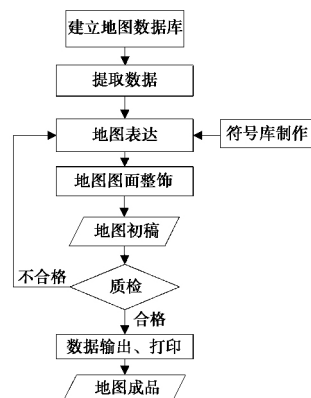 建立地图数据库
提取数据
地图表达
符号库制作
地图图面整饰
地图初稿
不合格
质检
合格
数据输出、打印
地图成品